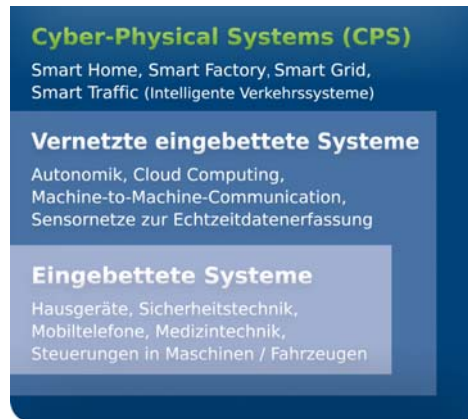 Cyber-Physical Systems (CPS)
Smart Home, Smart Factory, Smart Grid,
Smart Traffic (Intelligente Verkehrssysteme)
Vernetzte eingebettete Systeme
Autonomik, Cloud Computing,
Machine-to-Machine-Communication,
Sensornetze zur Echtzeitdatenerfassung
Eingebettete Systeme
Hausgeräte, Sicherheitstechnik,
Mobiltelefone, Medizintechnik,
Steuerungen in Maschinen / Fahrzeugen